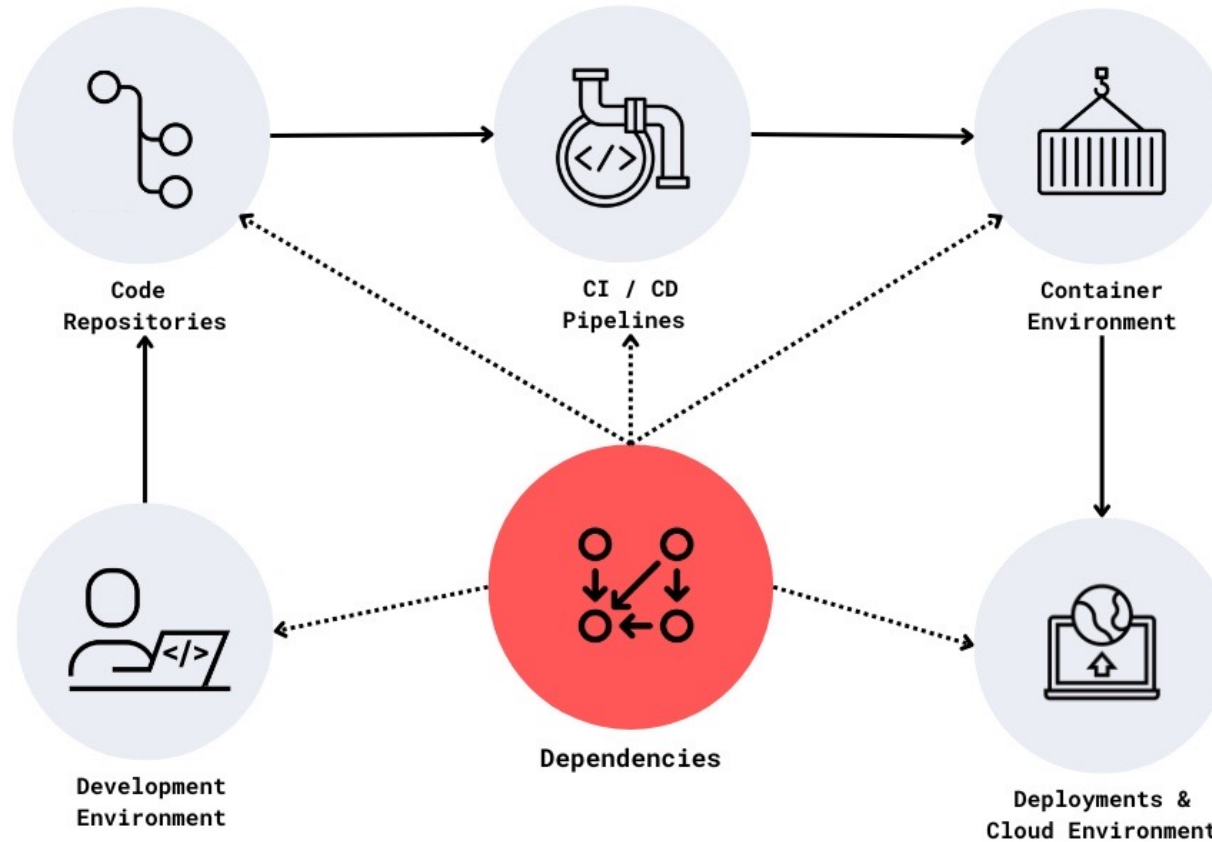 </>
Code
Repositories
CI / CD
Pipelines
Container
Environment
</>
Dependencies
Development
Environment
Deployments &
Cloud Environment